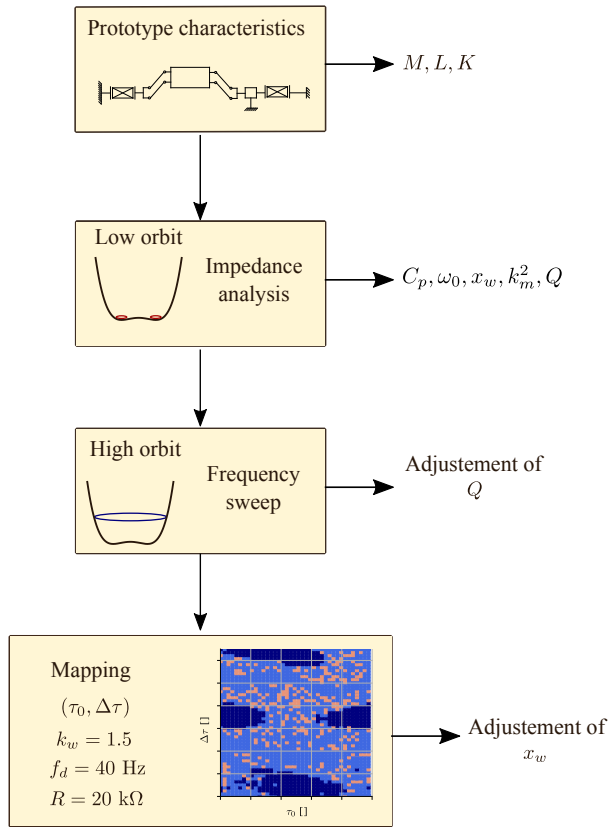 Prototype characteristics
M, L, K
Low orbit
Impedance
analysis
C_p, ω_0, x_w, k_m^2, Q
High orbit
Frequency
sweep
Adjustement of
Q
Mapping
(τ_0, Δτ)
k_w = 1.5
f_d = 40 Hz
R = 20 kΩ
Δτ []
τ_0 []
Adjustement of
x_w